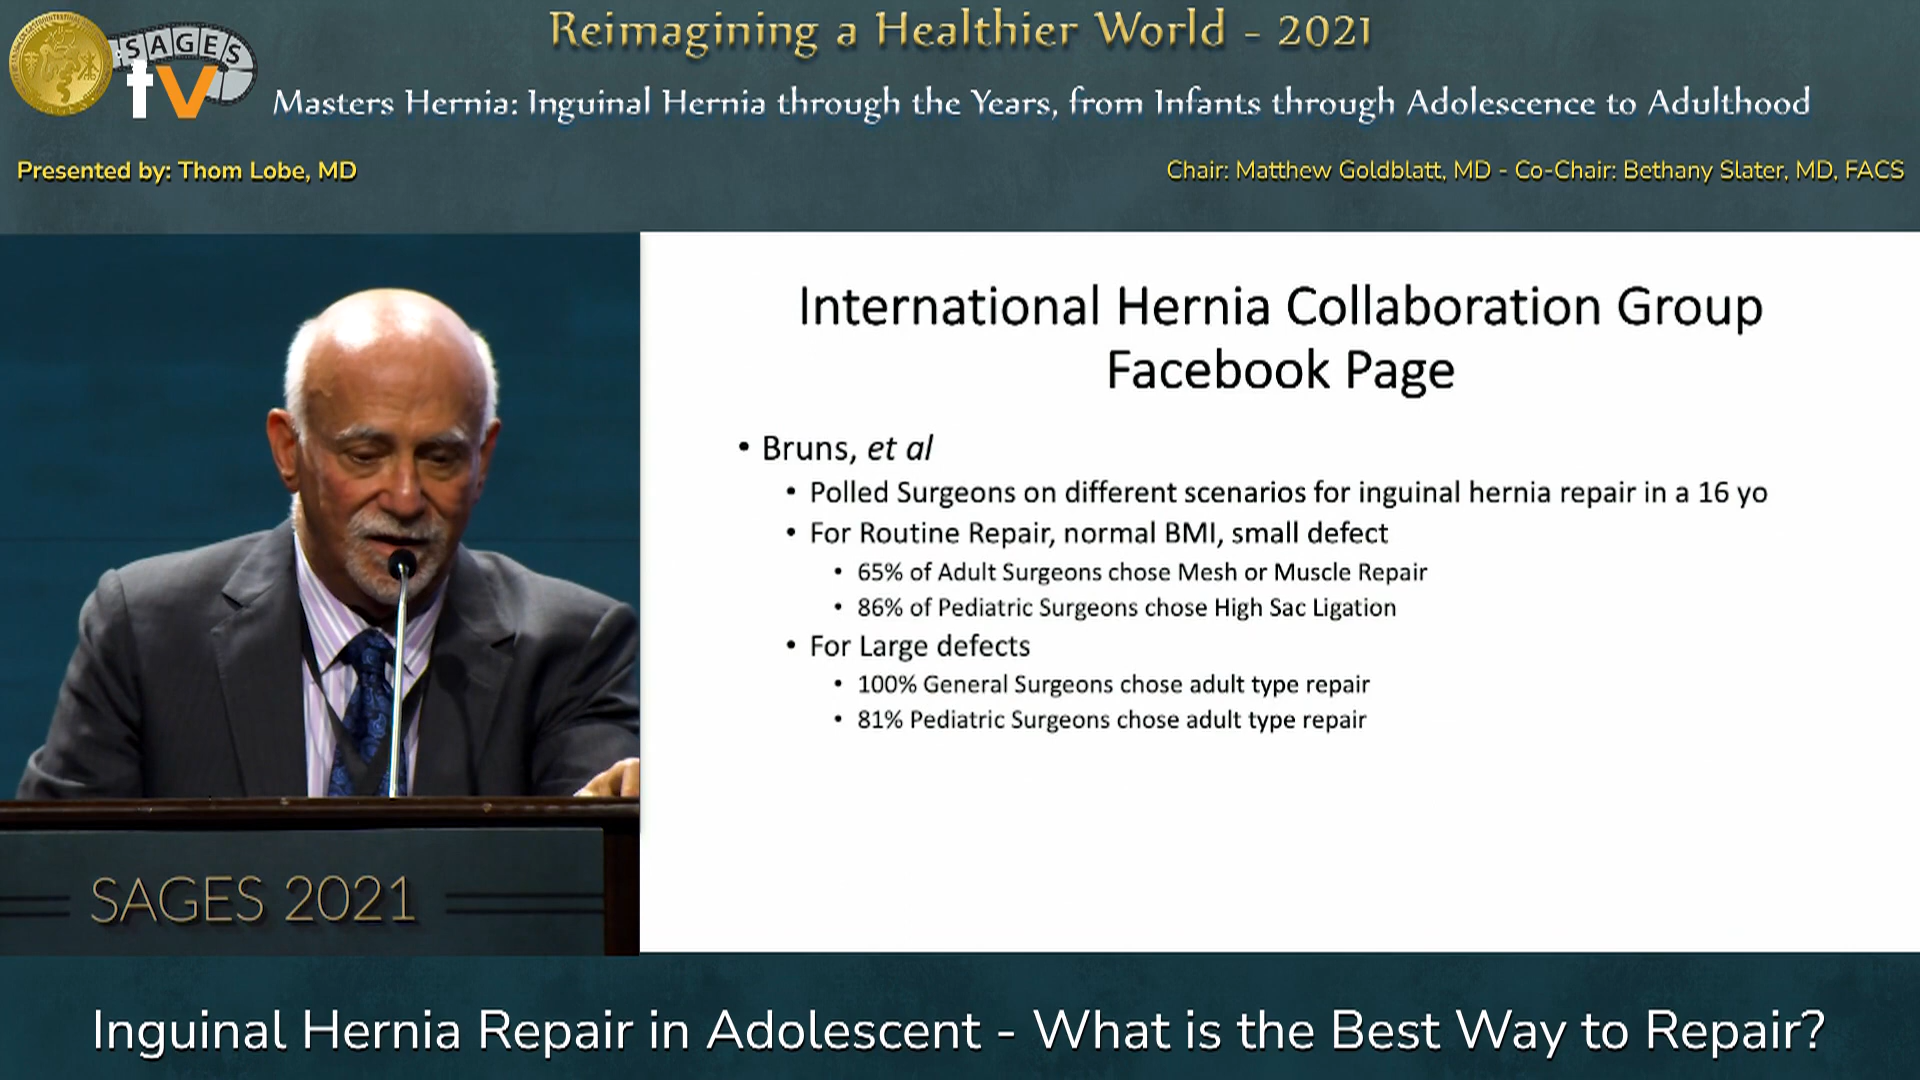 Reimagining a Healthier World - 2021
SAGES
tv
Masters Hernia: Inguinal Hernia through the Years, from Infants through Adolescence to Adulthood
Presented by: Thom Lobe, MD
Chair: Matthew Goldblatt, MD - Co-Chair: Bethany Slater, MD, FACS
International Hernia Collaboration Group
Facebook Page
• Bruns, et al
• Polled Surgeons on different scenarios for inguinal hernia repair in a 16 yo
• For Routine Repair, normal BMI, small defect
• 65% of Adult Surgeons chose Mesh or Muscle Repair
• 86% of Pediatric Surgeons chose High Sac Ligation
• For Large defects
• 100% General Surgeons chose adult type repair
• 81% Pediatric Surgeons chose adult type repair
SAGES 2021
Inguinal Hernia Repair in Adolescent - What is the Best Way to Repair?